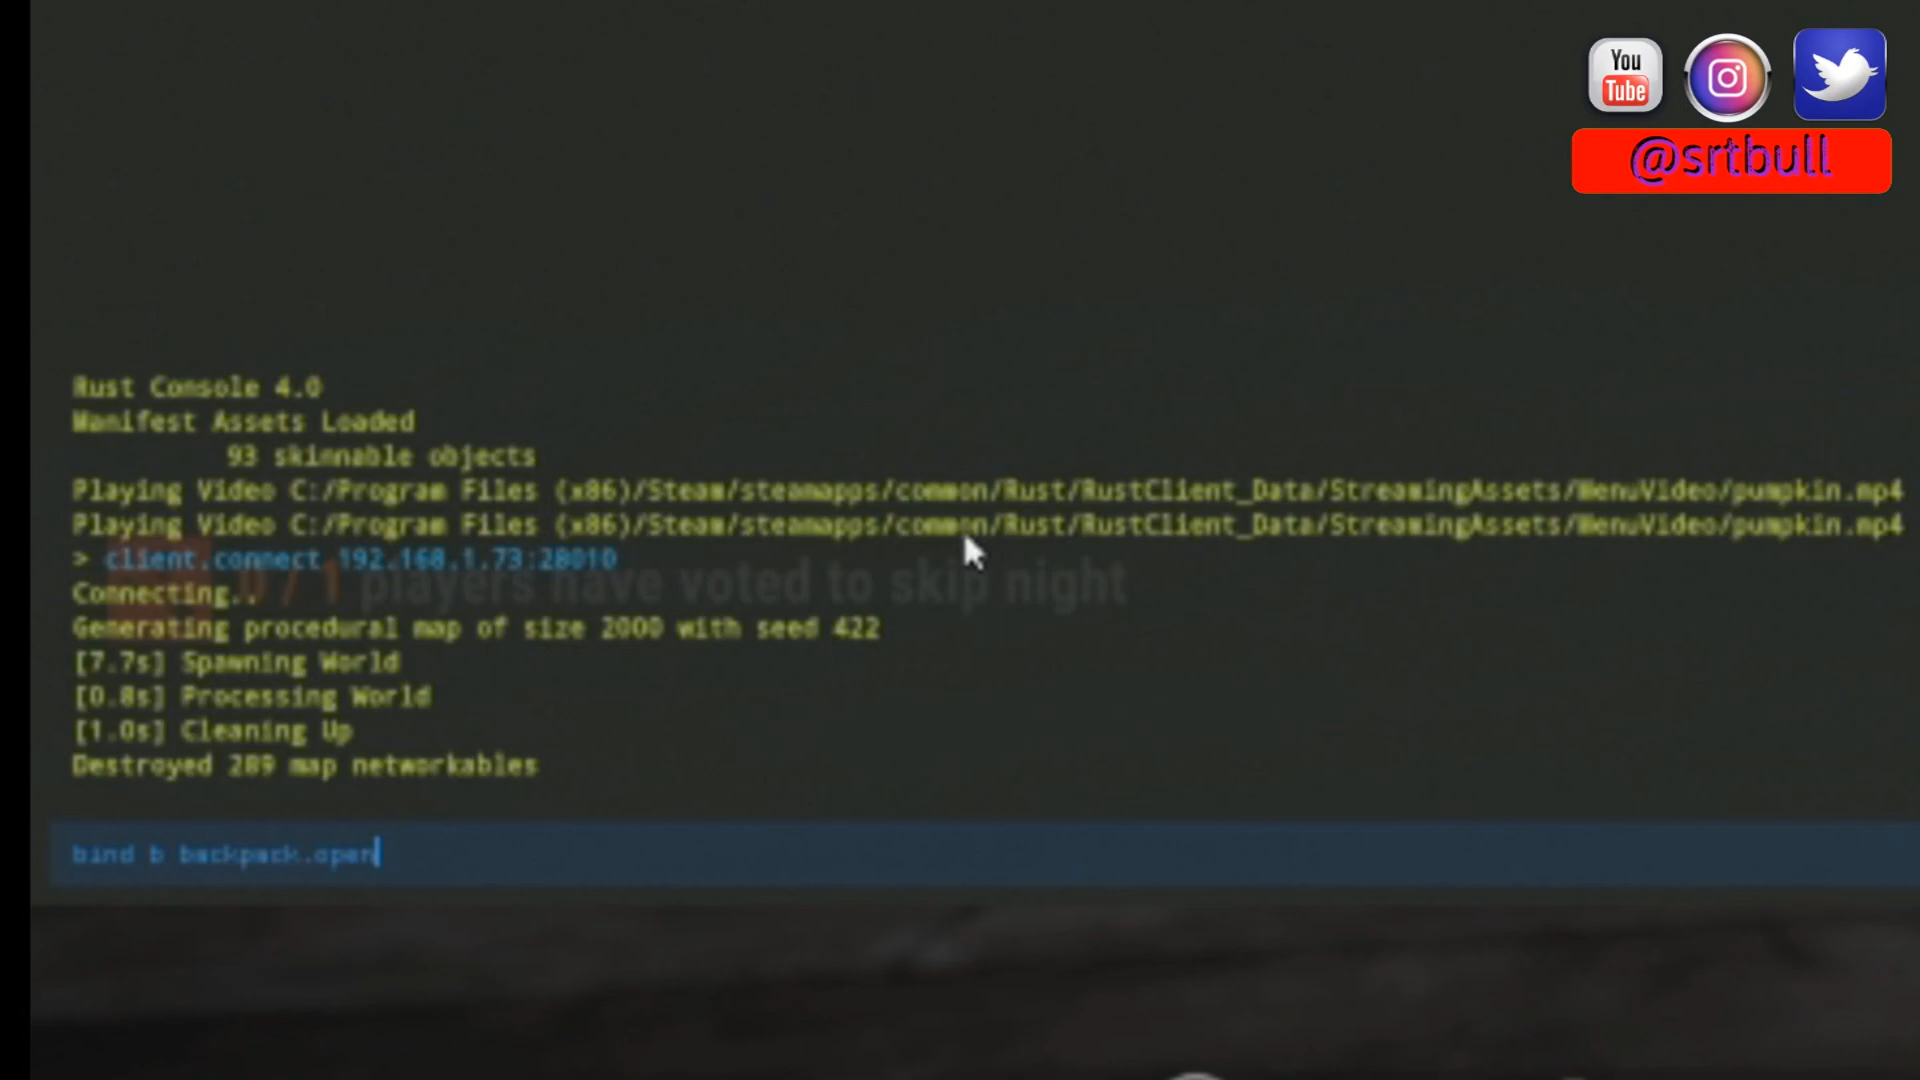 You
Tube
@srtbull
Rust Console 4.0
Manifest Assets Loaded
93 skinnable objects
Playing Video C:/Program Files (x86)/Steam/steamapps/common/Rust/RustClient_Data/StreamingAssets/MenuVideo/pumpkin.mp4
Playing Video C:/Program Files (x86)/Steam/steamapps/common/Rust/RustClient_Data/StreamingAssets/MenuVideo/pumpkin.mp4
> client.connect 192.168.1.73:28010
0 / 1 players have voted to skip night
Connecting..
Generating procedural map of size 2000 with seed 422
[7.7s] Spawning World
[0.8s] Processing World
[1.0s] Cleaning Up
Destroyed 289 map networkables
bind b backpack.open